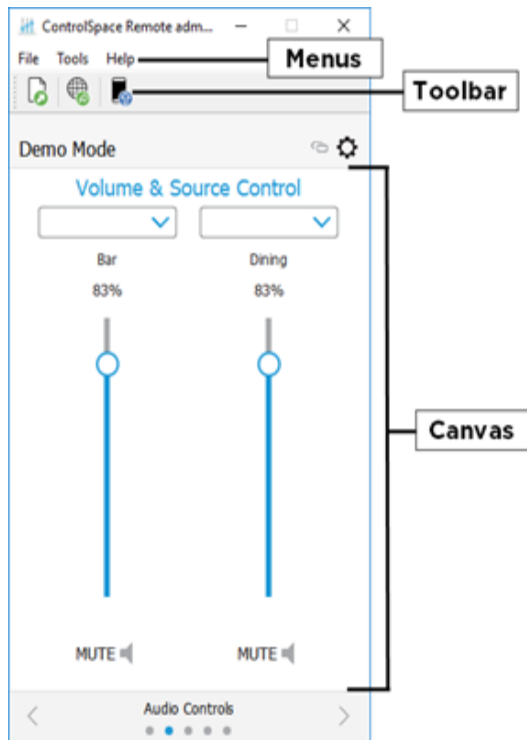 ControlSpace Remote adm...
File Tools Help
Menus
Toolbar
Demo Mode
Volume & Source Control
Bar Dining
83% 83%
Canvas
MUTE MUTE
Audio Controls